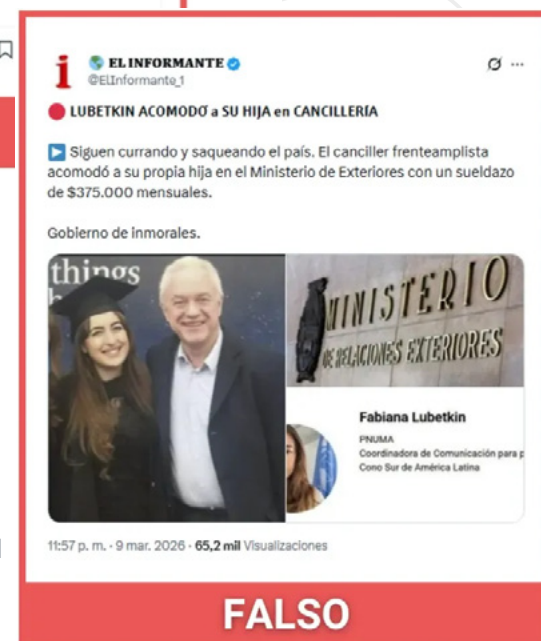 🌎 EL INFORMANTE
@ElInformante_1
🔴 LUBETKIN ACOMODÓ a SU HIJA en CANCILLERÍA
▶️ Siguen currando y saqueando el país. El canciller frenteamplista
acomodó a su propia hija en el Ministerio de Exteriores con un sueldazo
de $375.000 mensuales.
Gobierno de inmorales.
things
MINISTERIO
DE RELACIONES EXTERIORES
Fabiana Lubetkin
PNUMA
Coordinadora de Comunicación para
Cono Sur de América Latina
11:57 p. m. · 9 mar. 2026 · 65,2 mil Visualizaciones
FALSO